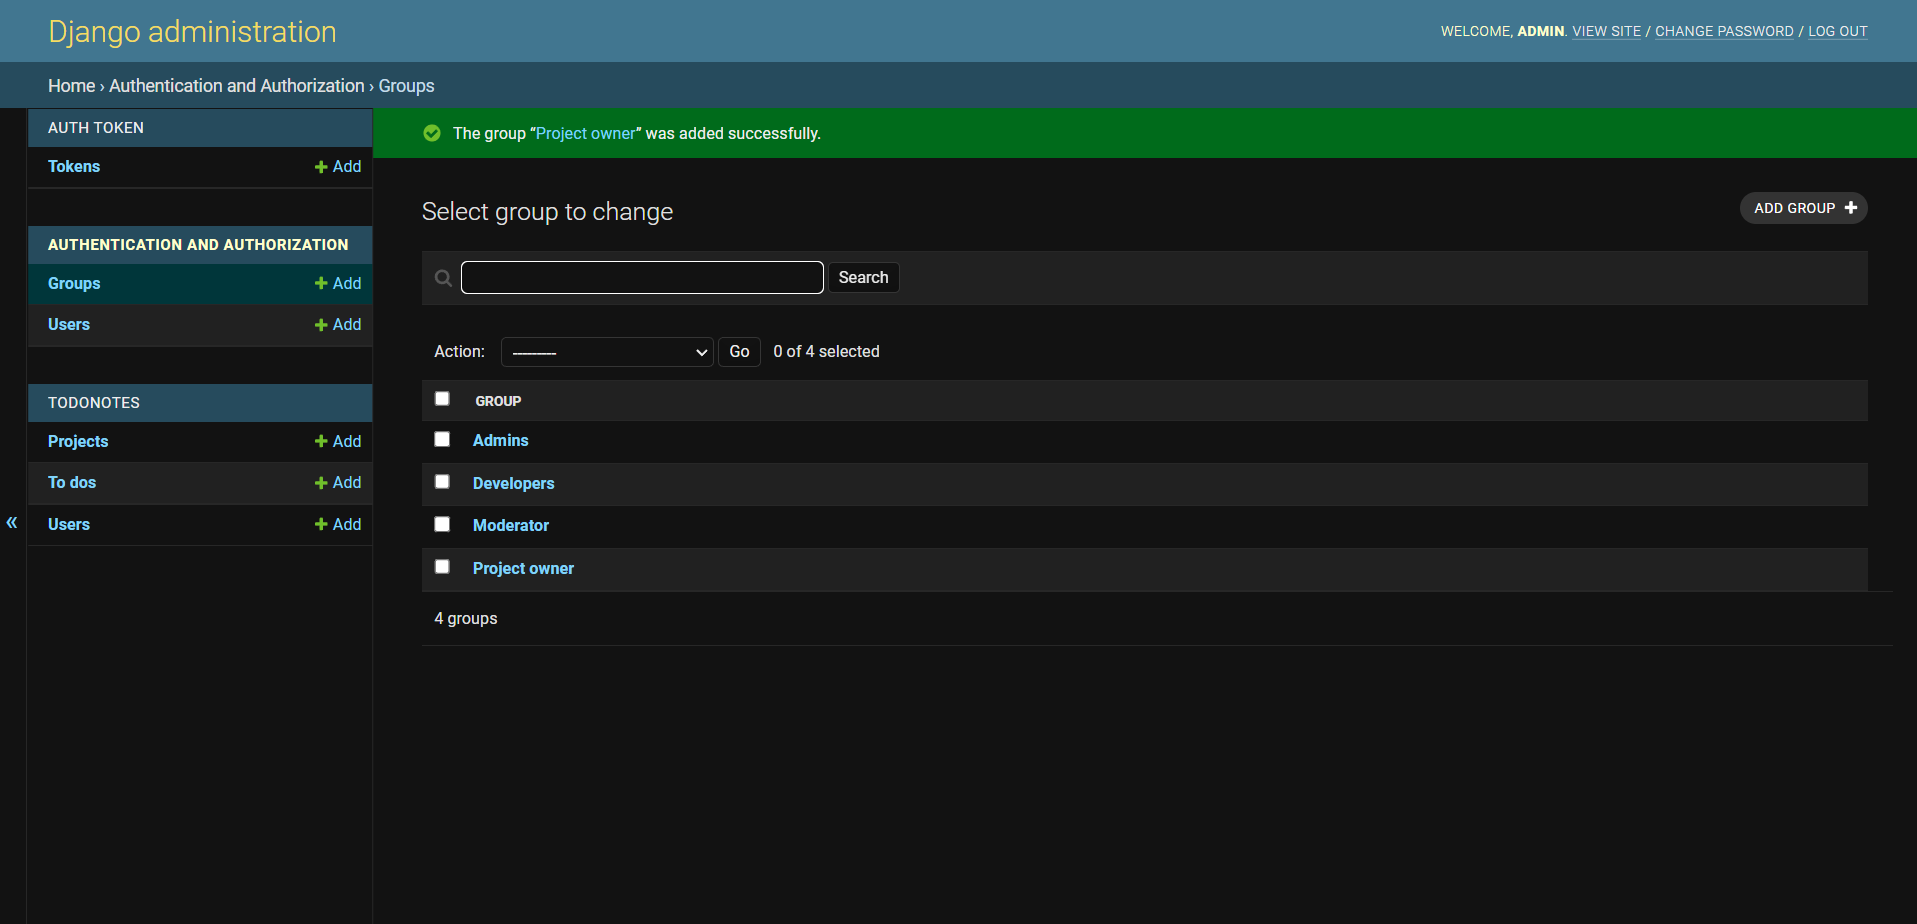 Django administration
WELCOME, ADMIN. VIEW SITE / CHANGE PASSWORD / LOG OUT
Home › Authentication and Authorization › Groups
AUTH TOKEN
Tokens
Add
AUTHENTICATION AND AUTHORIZATION
Groups
Add
Users
Add
TODONOTES
Projects
Add
To dos
Add
Users
Add
«
The group “Project owner” was added successfully.
Select group to change
ADD GROUP
Search
Action: --------- Go 0 of 4 selected
GROUP
Admins
Developers
Moderator
Project owner
4 groups